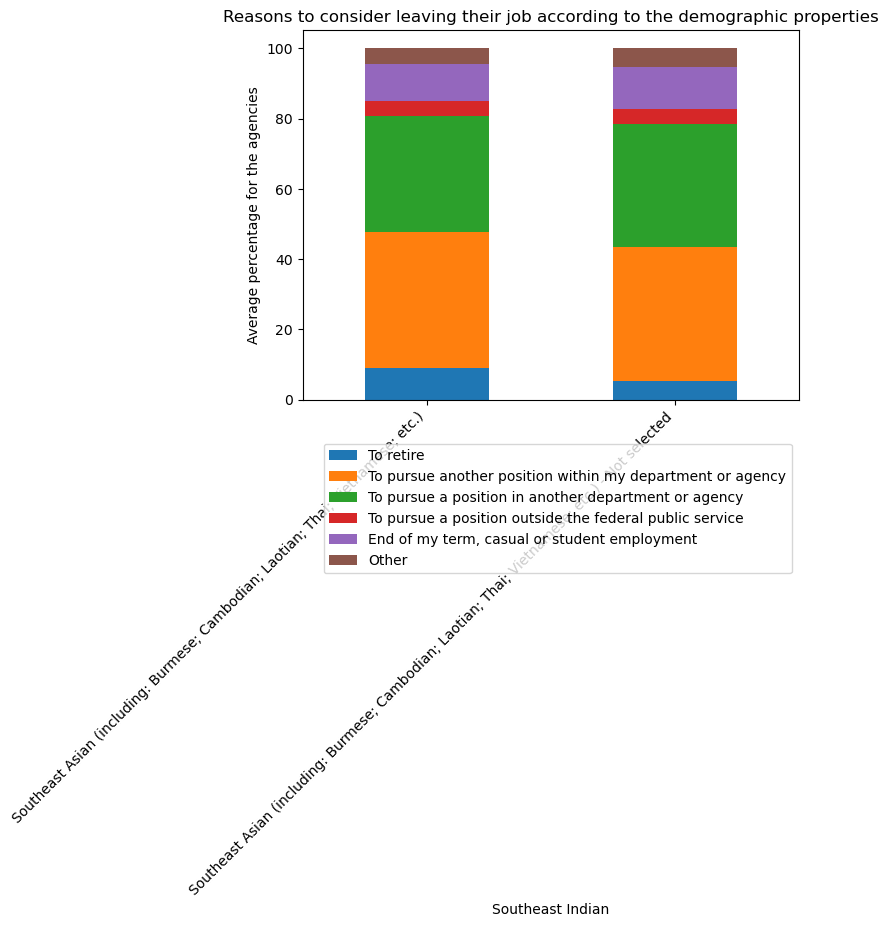 Reasons to consider leaving their job according to the demographic properties
Average percentage for the agencies
100
80
60
40
20
0
Southeast Asian (including: Burmese; Cambodian; Laotian; Thai; Vietnamese; etc.)
Southeast Asian (including: Burmese; Cambodian; Laotian; Thai; Vietnamese; etc.) - Not selected
To retire
To pursue another position within my department or agency
To pursue a position in another department or agency
To pursue a position outside the federal public service
End of my term, casual or student employment
Other
Southeast Indian